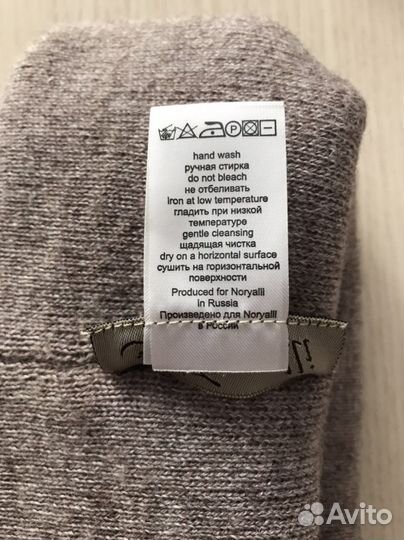 hand wash
ручная стирка
do not bleach
не отбеливать
iron at low temperature
гладить при низкой
температуре
gentle cleansing
щадящая чистка
dry on a horizontal surface
сушить на горизонтальной
поверхности
Produced for Noryalli
in Russia
Произведено для Noryalli
в России
Avito